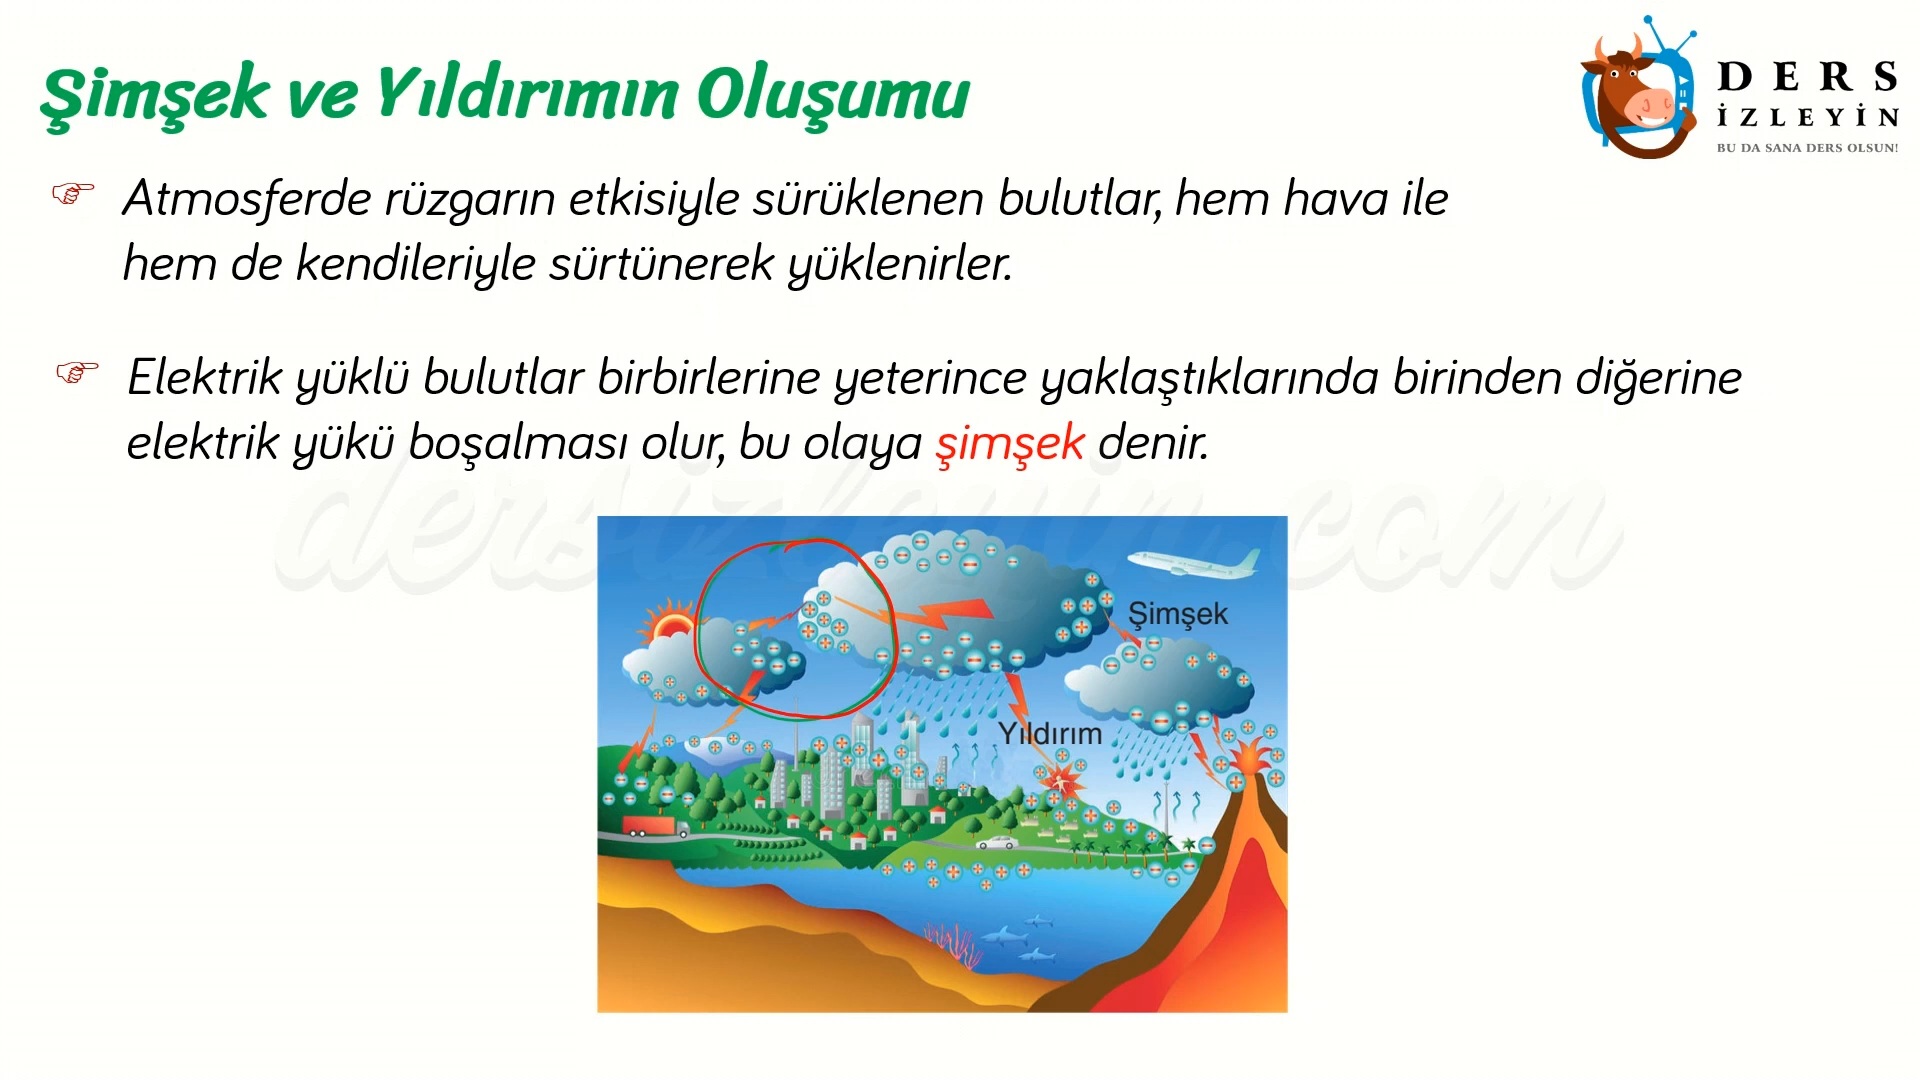 Şimşek ve Yıldırımın Oluşumu
DERS
İZLEYİN
BU DA SANA DERS OLSUN!
Atmosferde rüzgarın etkisiyle sürüklenen bulutlar, hem hava ile
hem de kendileriyle sürtünerek yüklenirler.
Elektrik yüklü bulutlar birbirlerine yeterince yaklaştıklarında birinden diğerine
elektrik yükü boşalması olur, bu olaya şimşek denir.
dersizleyin.com
Şimşek
Yıldırım